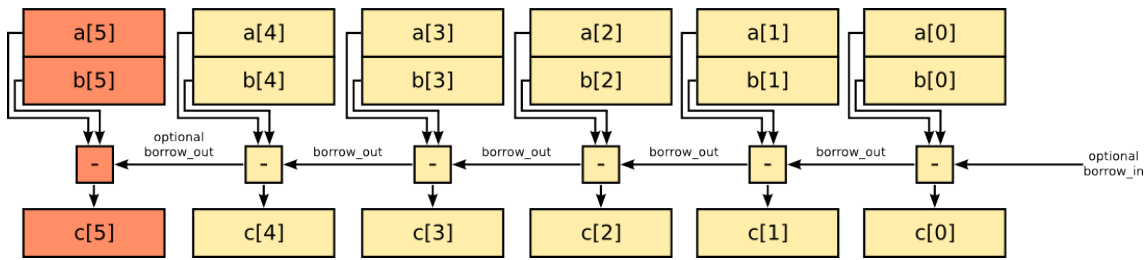 a[5] a[4] a[3] a[2] a[1] a[0]
b[5] b[4] b[3] b[2] b[1] b[0]
optional
borrow_out borrow_out borrow_out borrow_out borrow_out
- - - - - -
optional
borrow_in
c[5] c[4] c[3] c[2] c[1] c[0]